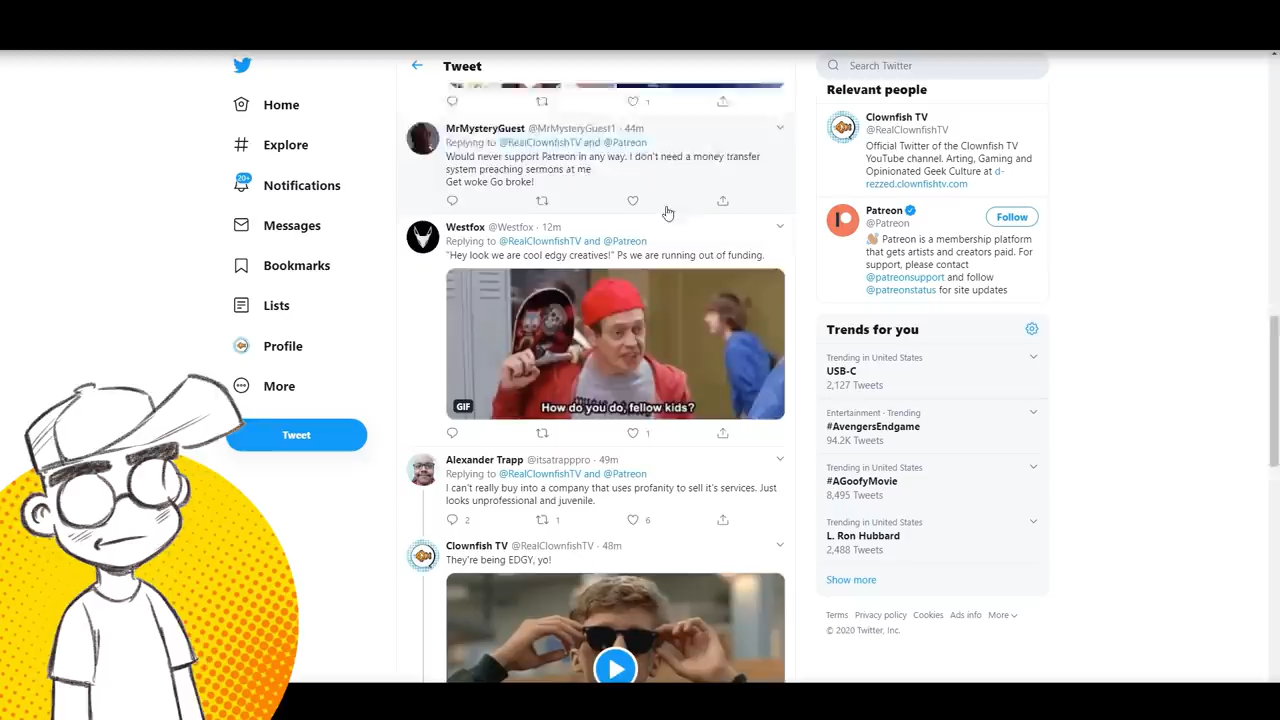 Home
Explore
20+
Notifications
Messages
Bookmarks
Lists
Profile
More
Tweet
Tweet
1
MrMysteryGuest @MrMysteryGuest1 · 44m
Replying to @RealClownfishTV and @Patreon
Would never support Patreon in any way. I don't need a money transfer
system preaching sermons at me
Get woke Go broke!
Westfox @Westfox · 12m
Replying to @RealClownfishTV and @Patreon
"Hey look we are cool edgy creatives!" Ps we are running out of funding.
How do you do, fellow kids?
GIF
1
Alexander Trapp @itsatrapppro · 49m
Replying to @RealClownfishTV and @Patreon
I can't really buy into a company that uses profanity to sell it's services. Just
looks unprofessional and juvenile.
2 1 6
Clownfish TV @RealClownfishTV · 48m
They're being EDGY, yo!
Search Twitter
Relevant people
Clownfish TV
@RealClownfishTV
Official Twitter of the Clownfish TV
YouTube channel. Arting, Gaming and
Opinionated Geek Culture at d-
rezzed.clownfishtv.com
Patreon
@Patreon
Follow
Patreon is a membership platform
that gets artists and creators paid. For
support, please contact
@patreonsupport and follow
@patreonstatus for site updates
Trends for you
Trending in United States
USB-C
2,127 Tweets
Entertainment · Trending
#AvengersEndgame
94.2K Tweets
Trending in United States
#AGoofyMovie
8,495 Tweets
Trending in United States
L. Ron Hubbard
2,488 Tweets
Show more
Terms Privacy policy Cookies Ads info More
© 2020 Twitter, Inc.